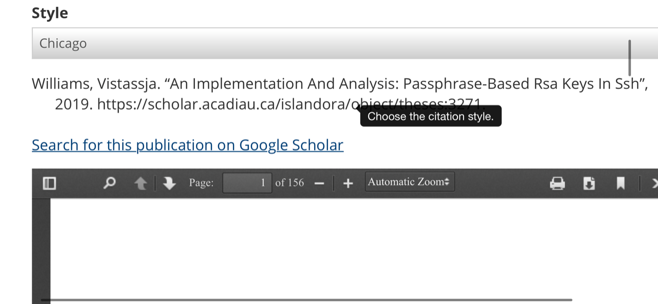 Style
Chicago
Williams, Vistassja. “An Implementation And Analysis: Passphrase-Based Rsa Keys In Ssh”,
2019. https://scholar.acadiau.ca/islandora/object/theses:3271.
Choose the citation style.
Search for this publication on Google Scholar
Page: 1 of 156 Automatic Zoom